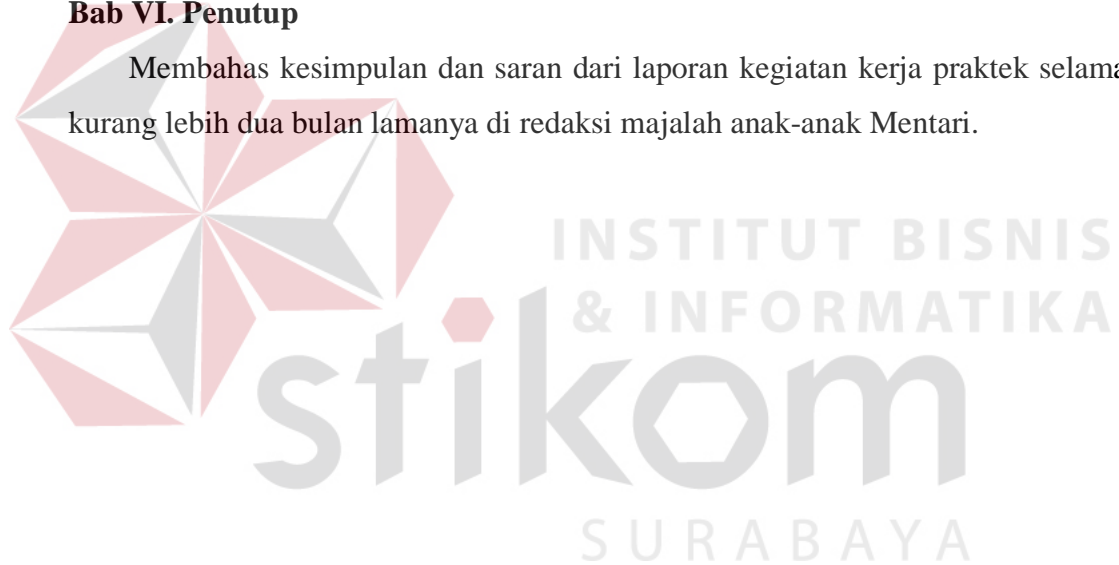 Bab VI. Penutup
Membahas kesimpulan dan saran dari laporan kegiatan kerja praktek selama
kurang lebih dua bulan lamanya di redaksi majalah anak-anak Mentari.
INSTITUT BISNIS
& INFORMATIKA
stikom
SURABAYA